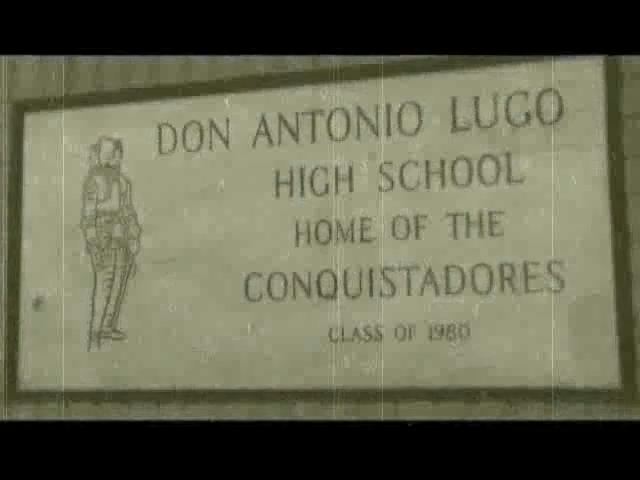 DON ANTONIO LUGO
HIGH SCHOOL
HOME OF THE
CONQUISTADORES
CLASS OF 1980